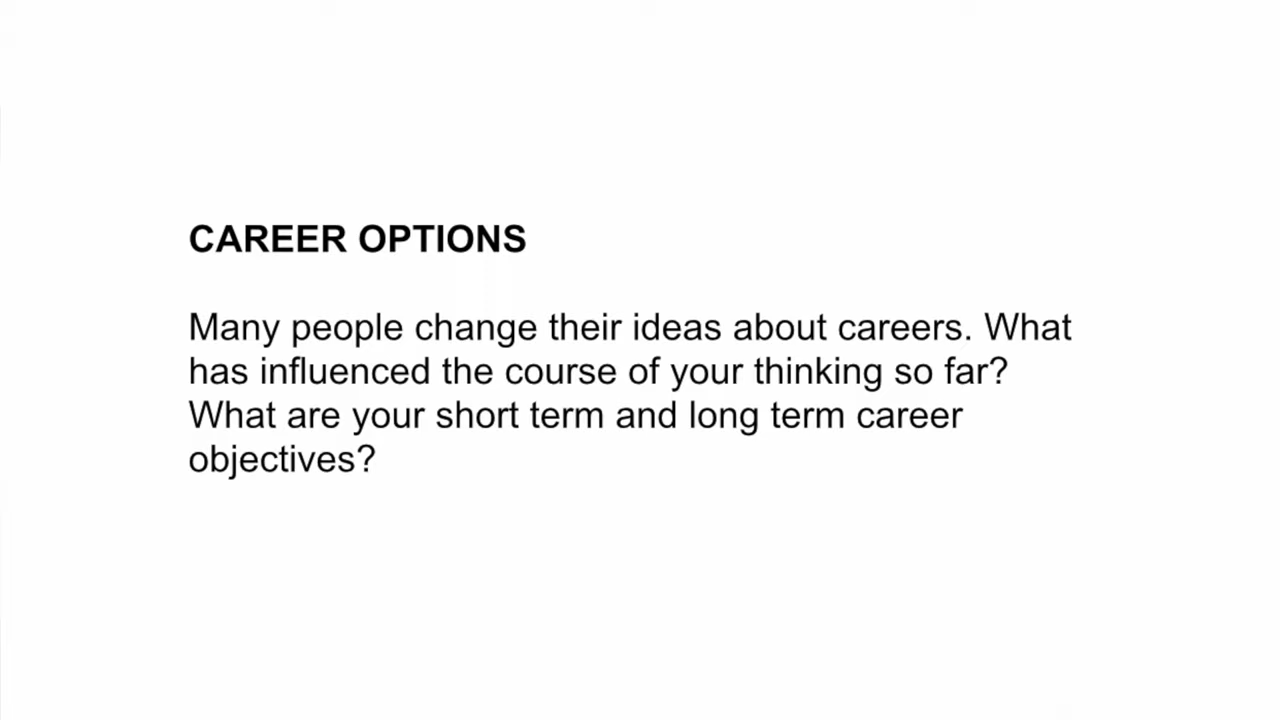 CAREER OPTIONS
Many people change their ideas about careers. What
has influenced the course of your thinking so far?
What are your short term and long term career
objectives?